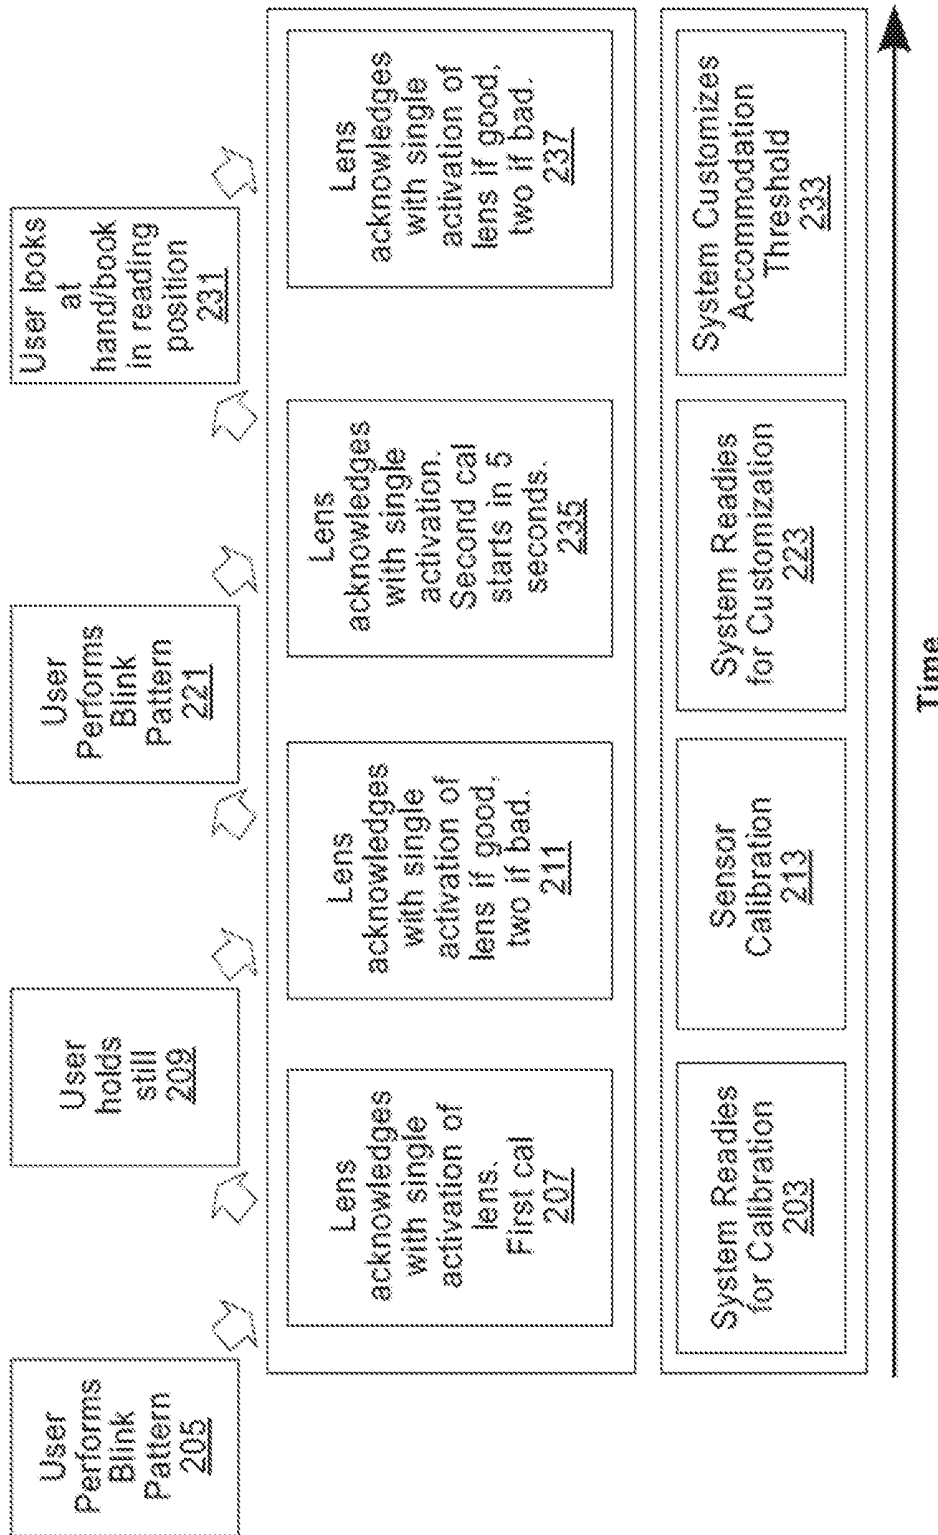 User
Performs
Blink
Pattern
205
User
holds
still
209
User
Performs
Blink
Pattern
221
User looks
at
hand/book
in reading
position
231
Lens
acknowledges
with single
activation of
lens.
First cal
207
Lens
acknowledges
with single
activation of
lens if good,
two if bad.
211
Lens
acknowledges
with single
activation.
Second cal
starts in 5
seconds.
235
Lens
acknowledges
with single
activation of
lens if good,
two if bad.
237
System Readies
for Calibration
203
Sensor
Calibration
213
System Readies
for Customization
223
System Customizes
Accommodation
Threshold
233
Time